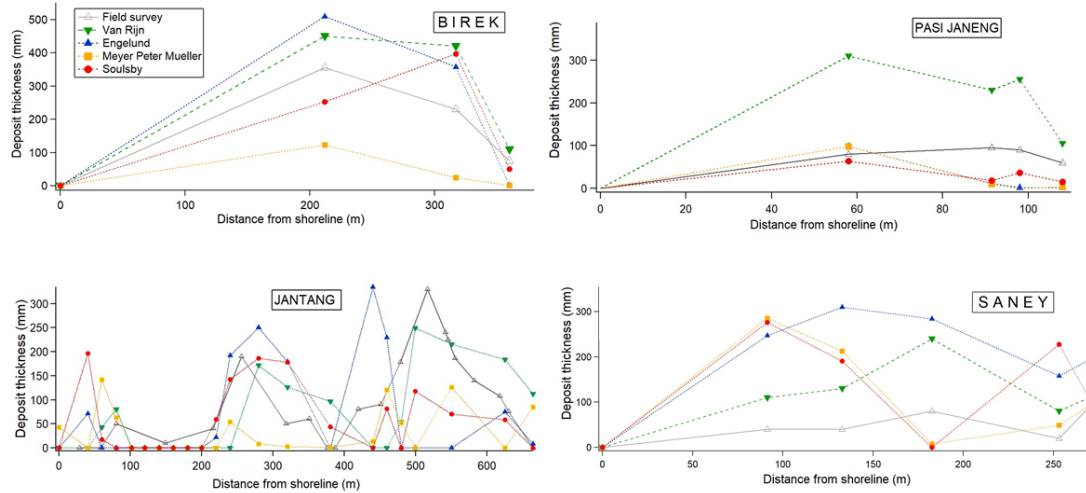 BIREK
Field survey
Van Rijn
Engelund
Meyer Peter Mueller
Soulsby
Deposit thickness (mm)
500
400
300
200
100
0
0
100
200
300
Distance from shoreline (m)
PASI JANENG
Deposit thickness (mm)
300
200
100
0
0
20
40
60
80
100
Distance from shoreline (m)
JANTANG
Deposit thickness (mm)
300
250
200
150
100
50
0
0
100
200
300
400
500
600
Distance from shoreline (m)
SANEY
Deposit thickness (mm)
300
200
100
0
0
50
100
150
200
250
Distance from shoreline (m)